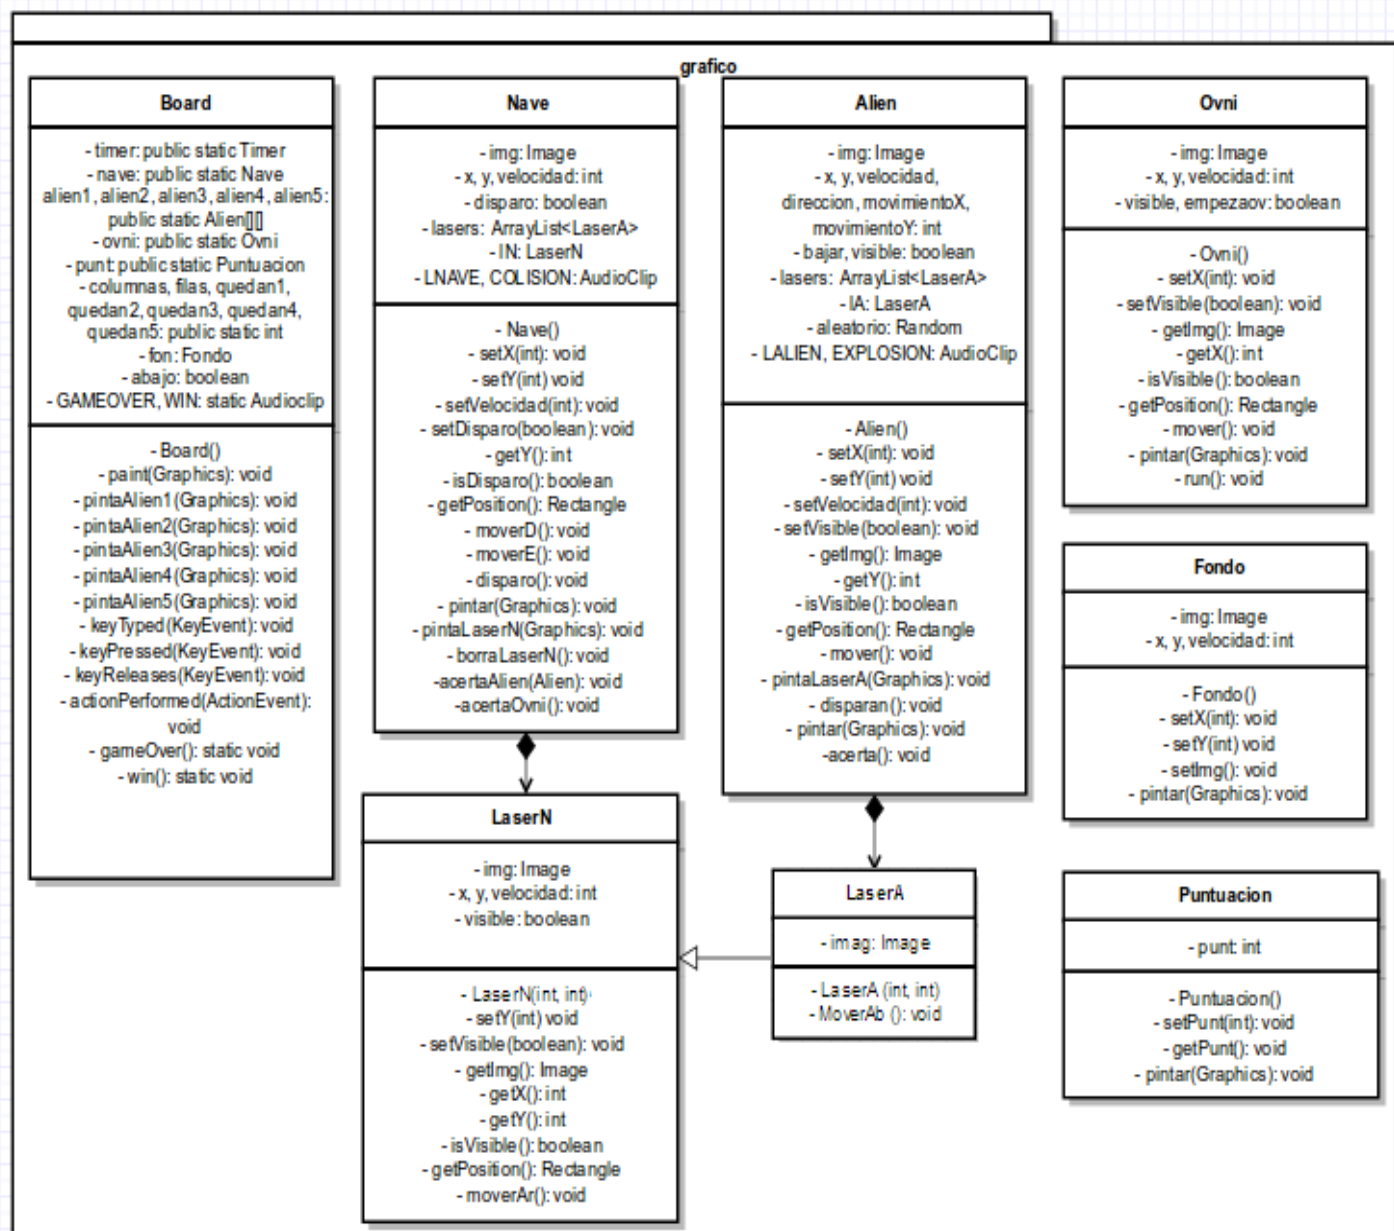 grafico
Board
- timer: public static Timer
- nave: public static Nave
alien1, alien2, alien3, alien4, alien5:
public static Alien[][]
- ovni: public static Ovni
- punt: public static Puntuacion
- columnas, filas, quedan1,
quedan2, quedan3, quedan4,
quedan5: public static int
- fon: Fondo
- abajo: boolean
- GAMEOVER, WIN: static Audioclip
- Board()
- paint(Graphics): void
- pintaAlien1(Graphics): void
- pintaAlien2(Graphics): void
- pintaAlien3(Graphics): void
- pintaAlien4(Graphics): void
- pintaAlien5(Graphics): void
- keyTyped(KeyEvent): void
- keyPressed(KeyEvent): void
- keyReleases(KeyEvent): void
- actionPerformed(ActionEvent):
void
- gameOver(): static void
- win(): static void
Nave
- img: Image
- x, y, velocidad: int
- disparo: boolean
- lasers: ArrayList<LaserA>
- lN: LaserN
- LNAVE, COLISION: AudioClip
- Nave()
- setX(int): void
- setY(int) void
- setVelocidad(int): void
- setDisparo(boolean): void
- getY(): int
- isDisparo(): boolean
- getPosition(): Rectangle
- moverD(): void
- moverE(): void
- disparo(): void
- pintar(Graphics): void
- pintaLaserN(Graphics): void
- borraLaserN(): void
-acertaAlien(Alien): void
-acertaOvni(): void
Alien
- img: Image
- x, y, velocidad,
direccion, movimientoX,
movimientoY: int
- bajar, visible: boolean
- lasers: ArrayList<LaserA>
- lA: LaserA
- aleatorio: Random
- LALIEN, EXPLOSION: AudioClip
- Alien()
- setX(int): void
- setY(int) void
- setVelocidad(int): void
- setVisible(boolean): void
- getImg(): Image
- getY(): int
- isVisible(): boolean
- getPosition(): Rectangle
- mover(): void
- pintaLaserA(Graphics): void
- disparan(): void
- pintar(Graphics): void
-acerta(): void
Ovni
- img: Image
- x, y, velocidad: int
- visible, empezaov: boolean
- Ovni()
- setX(int): void
- setVisible(boolean): void
- getImg(): Image
- getX(): int
- isVisible(): boolean
- getPosition(): Rectangle
- mover(): void
- pintar(Graphics): void
- run(): void
Fondo
- img: Image
- x, y, velocidad: int
- Fondo()
- setX(int): void
- setY(int) void
- setImg(): void
- pintar(Graphics): void
LaserN
- img: Image
- x, y, velocidad: int
- visible: boolean
- LaserN(int, int)
- setY(int) void
- setVisible(boolean): void
- getImg(): Image
- getX(): int
- getY(): int
- isVisible(): boolean
- getPosition(): Rectangle
- moverAr(): void
LaserA
- imag: Image
- LaserA (int, int)
- MoverAb (): void
Puntuacion
- punt: int
- Puntuacion()
- setPunt(int): void
- getPunt(): void
- pintar(Graphics): void